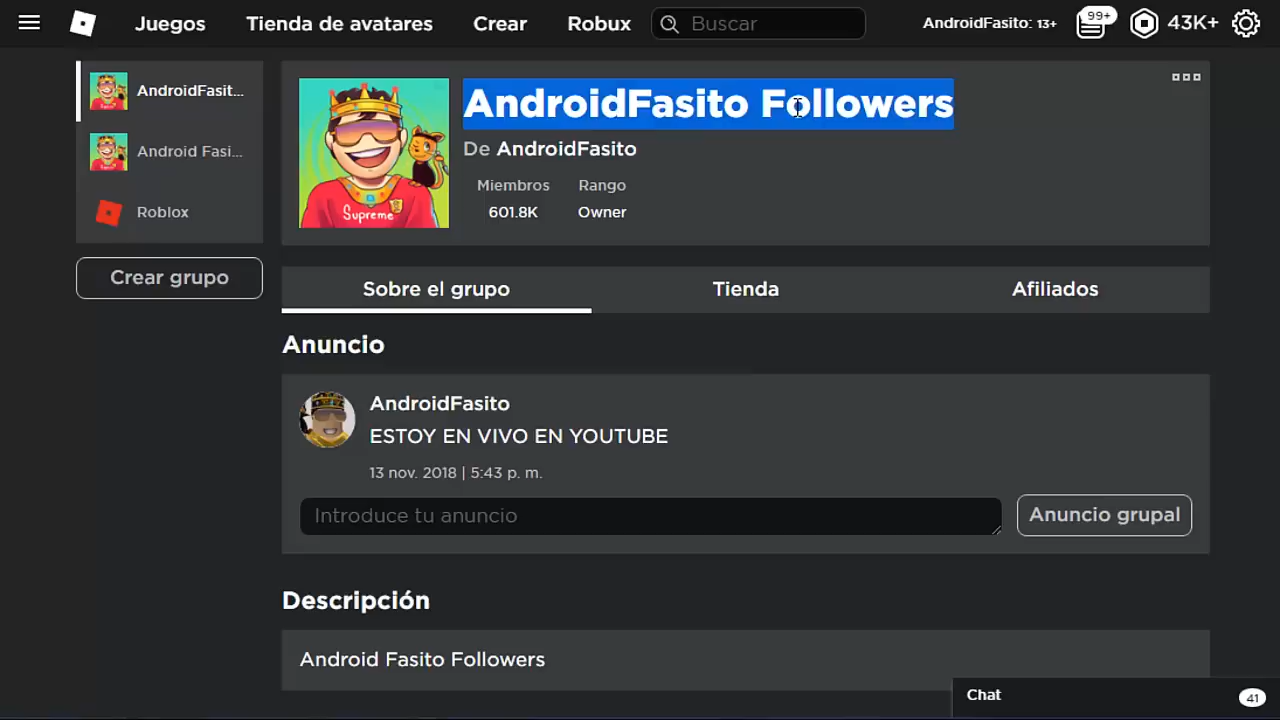 Juegos Tienda de avatares Crear Robux Buscar AndroidFasito: 13+ 99+ 43K+
AndroidFasit...
Android Fasi...
Roblox
Crear grupo
AndroidFasito Followers
De AndroidFasito
Miembros Rango
601.8K Owner
Supreme
Sobre el grupo Tienda Afiliados
Anuncio
AndroidFasito
ESTOY EN VIVO EN YOUTUBE
13 nov. 2018 | 5:43 p. m.
Introduce tu anuncio Anuncio grupal
Descripción
Android Fasito Followers
Chat 41